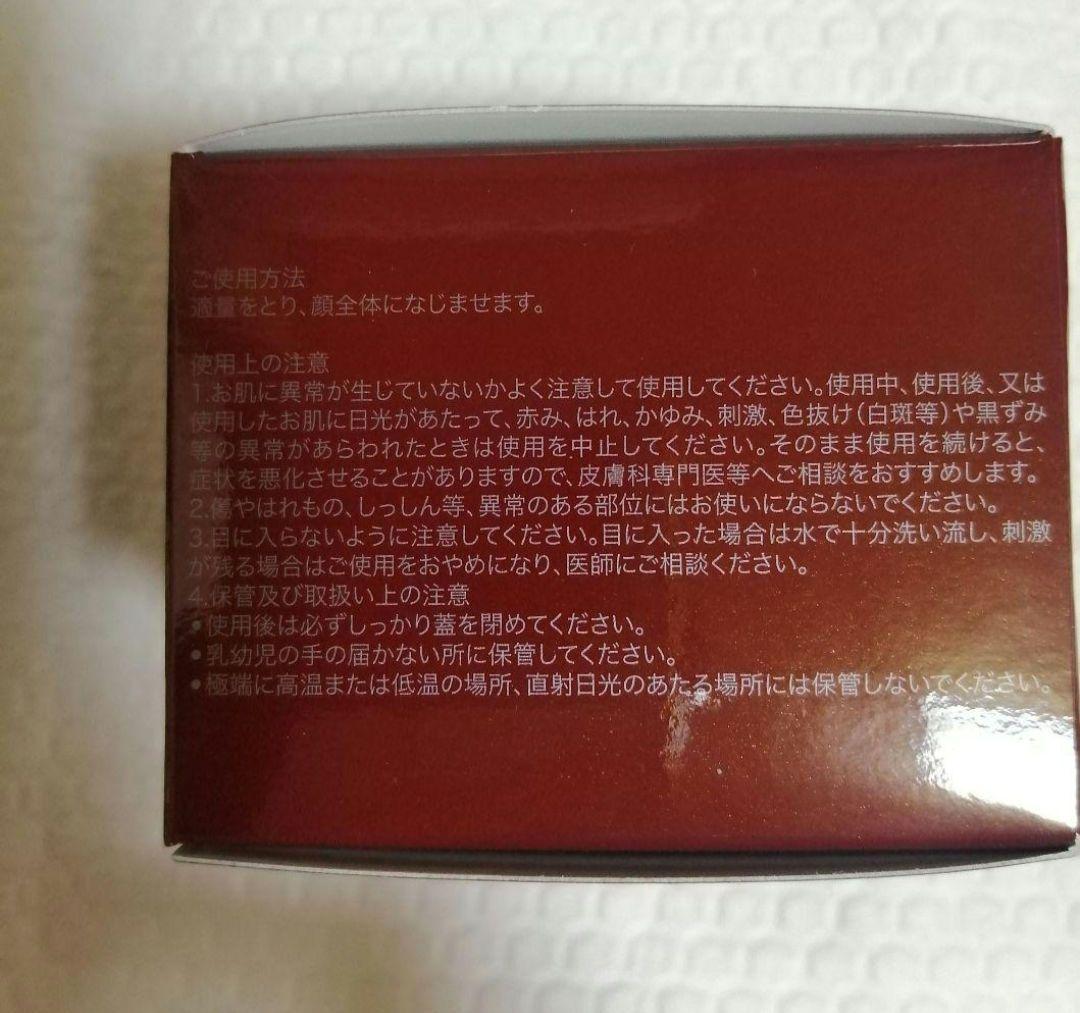 ご使用方法
適量をとり、顔全体になじませます。
使用上の注意
1.お肌に異常が生じていないかよく注意して使用してください。使用中、使用後、又は
使用したお肌に日光があたって、赤み、はれ、かゆみ、刺激、色抜け(白斑等)や黒ずみ
等の異常があらわれたときは使用を中止してください。そのまま使用を続けると、
症状を悪化させることがありますので、皮膚科専門医等へご相談をおすすめします。
2.傷やはれもの、しっしん等、異常のある部位にはお使いにならないでください。
3.目に入らないように注意してください。目に入った場合は水で十分洗い流し、刺激
が残る場合はご使用をおやめになり、医師にご相談ください。
4.保管及び取扱い上の注意
•使用後は必ずしっかり蓋を閉めてください。
•乳幼児の手の届かない所に保管してください。
•極端に高温または低温の場所、直射日光のあたる場所には保管しないでください。